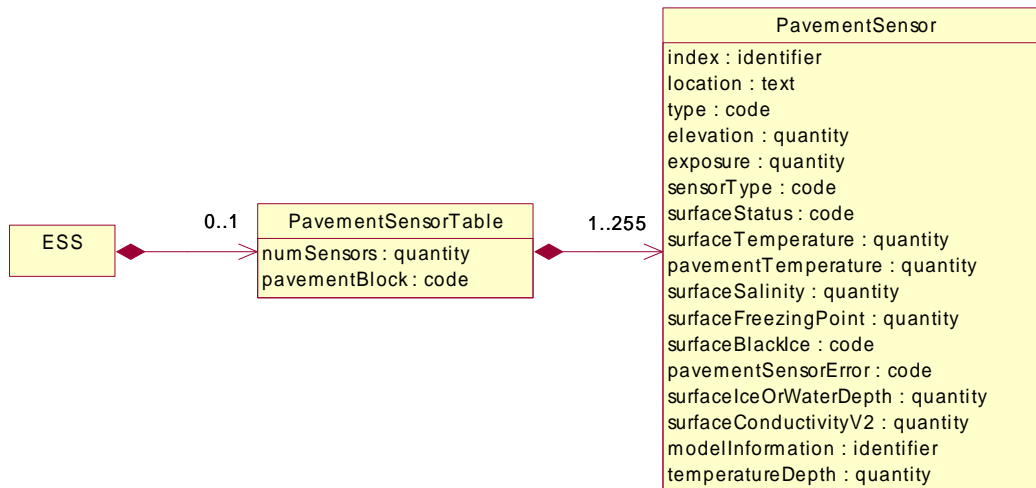 ESS
0..1
PavementSensorTable
numSensors : quantity
pavementBlock : code
1..255
PavementSensor
index : identifier
location : text
type : code
elevation : quantity
exposure : quantity
sensorType : code
surfaceStatus : code
surfaceTemperature : quantity
pavementTemperature : quantity
surfaceSalinity : quantity
surfaceFreezingPoint : quantity
surfaceBlackIce : code
pavementSensorError : code
surfaceIceOrWaterDepth : quantity
surfaceConductivityV2 : quantity
modelInformation : identifier
temperatureDepth : quantity